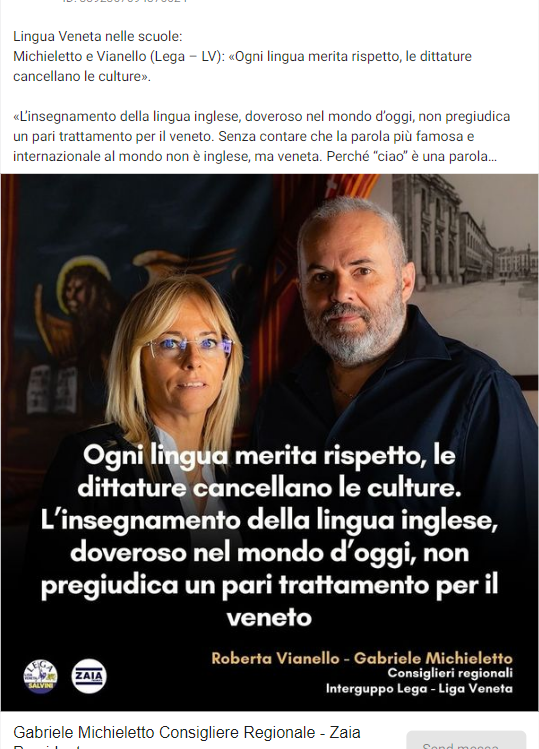 Lingua Veneta nelle scuole:
Michieletto e Vianello (Lega – LV): «Ogni lingua merita rispetto, le dittature
cancellano le culture».
«L’insegnamento della lingua inglese, doveroso nel mondo d’oggi, non pregiudica
un pari trattamento per il veneto. Senza contare che la parola più famosa e
internazionale al mondo non è inglese, ma veneta. Perché “ciao” è una parola…
Ogni lingua merita rispetto, le
dittature cancellano le culture.
L’insegnamento della lingua inglese,
doveroso nel mondo d’oggi, non
pregiudica un pari trattamento per il
veneto
Roberta Vianello - Gabriele Michieletto
Consiglieri regionali
Intergruppo Lega - Liga Veneta
LEGA
SALVINI
ZAIA
Gabriele Michieletto Consigliere Regionale - Zaia